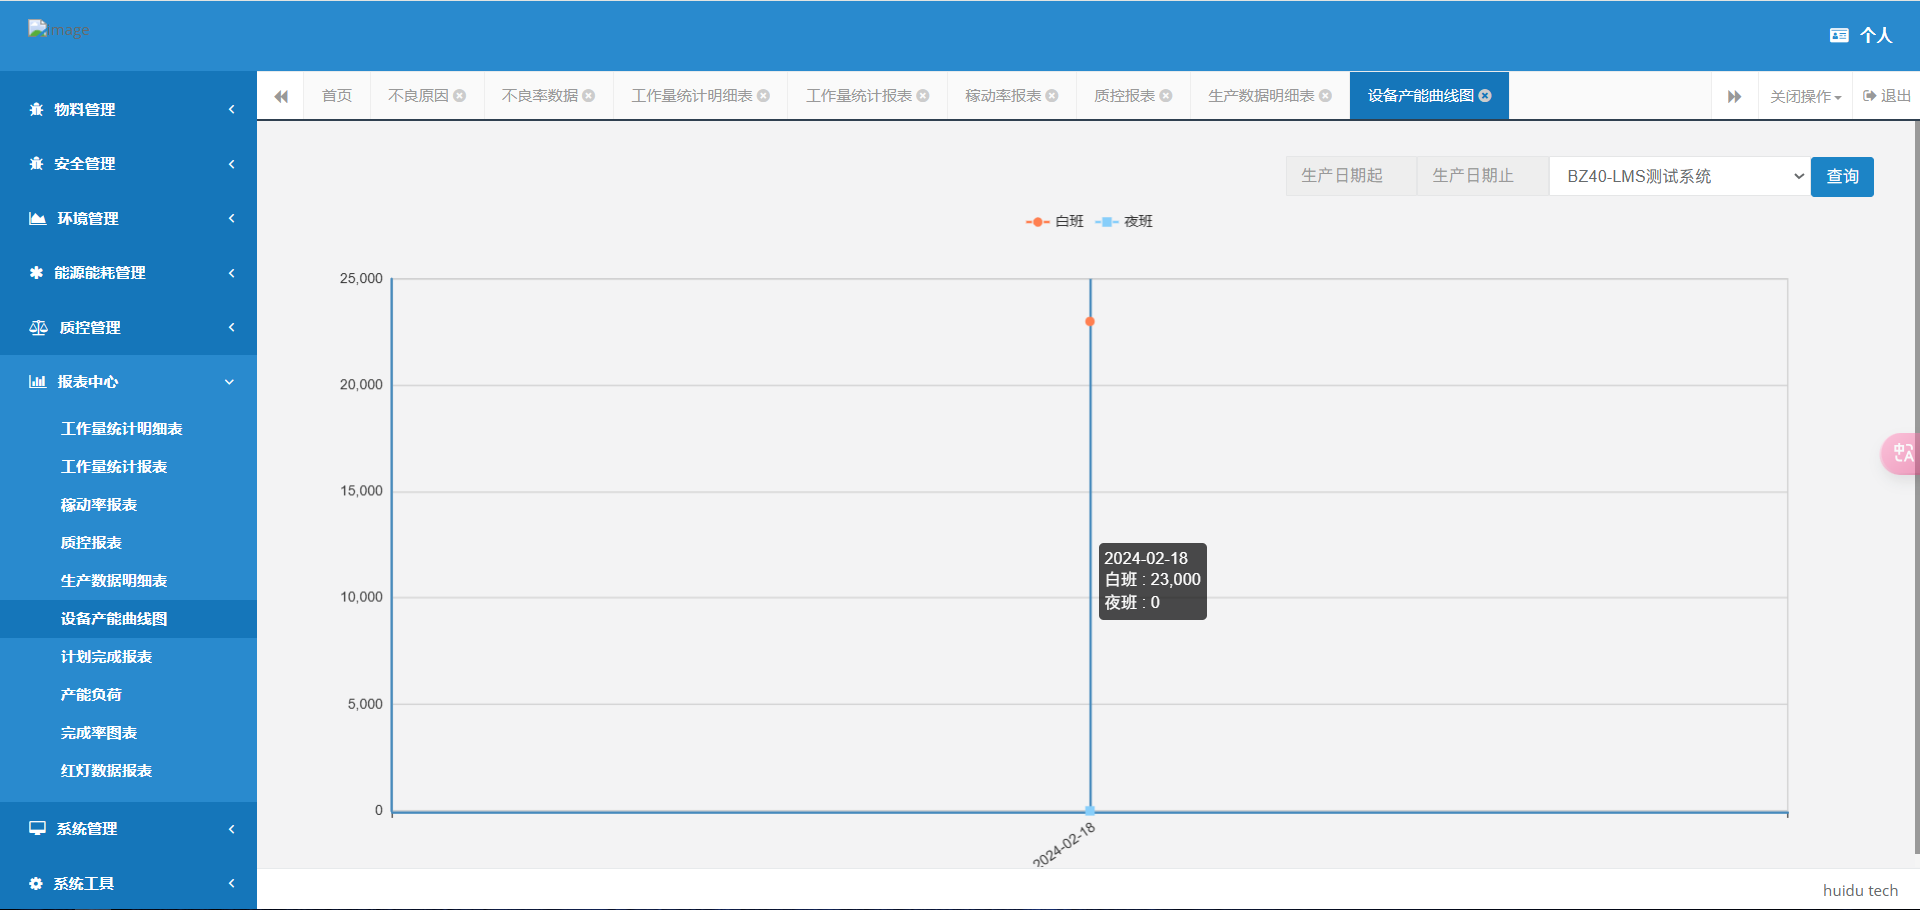 Image
个人
物料管理
安全管理
环境管理
能源能耗管理
质控管理
报表中心
工作量统计明细表
工作量统计报表
稼动率报表
质控报表
生产数据明细表
设备产能曲线图
计划完成报表
产能负荷
完成率图表
红灯数据报表
系统管理
系统工具
首页 不良原因 不良率数据 工作量统计明细表 工作量统计报表 稼动率报表 质控报表 生产数据明细表 设备产能曲线图 关闭操作 退出
生产日期起 生产日期止 BZ40-LMS测试系统 查询
白班 夜班
25,000
20,000
15,000
10,000
5,000
0
2024-02-18
白班 : 23,000
夜班 : 0
2024-02-18
中A
huidu tech